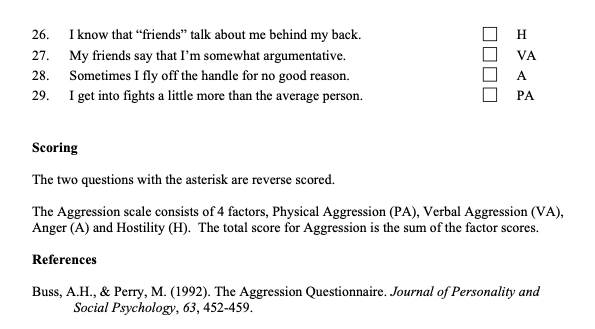 26. I know that “friends” talk about me behind my back. ☐ H
27. My friends say that I’m somewhat argumentative. ☐ VA
28. Sometimes I fly off the handle for no good reason. ☐ A
29. I get into fights a little more than the average person. ☐ PA
Scoring
The two questions with the asterisk are reverse scored.
The Aggression scale consists of 4 factors, Physical Aggression (PA), Verbal Aggression (VA),
Anger (A) and Hostility (H).  The total score for Aggression is the sum of the factor scores.
References
Buss, A.H., & Perry, M. (1992). The Aggression Questionnaire. Journal of Personality and
Social Psychology, 63, 452-459.